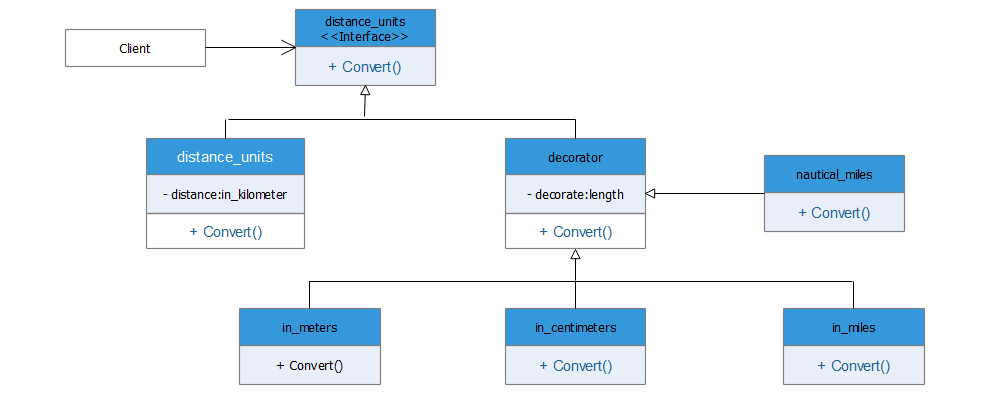 distance_units
<<Interface>>
+ Convert()
Client
distance_units
- distance:in_kilometer
+ Convert()
decorator
- decorate:length
+ Convert()
nautical_miles
+ Convert()
in_meters
+ Convert()
in_centimeters
+ Convert()
in_miles
+ Convert()